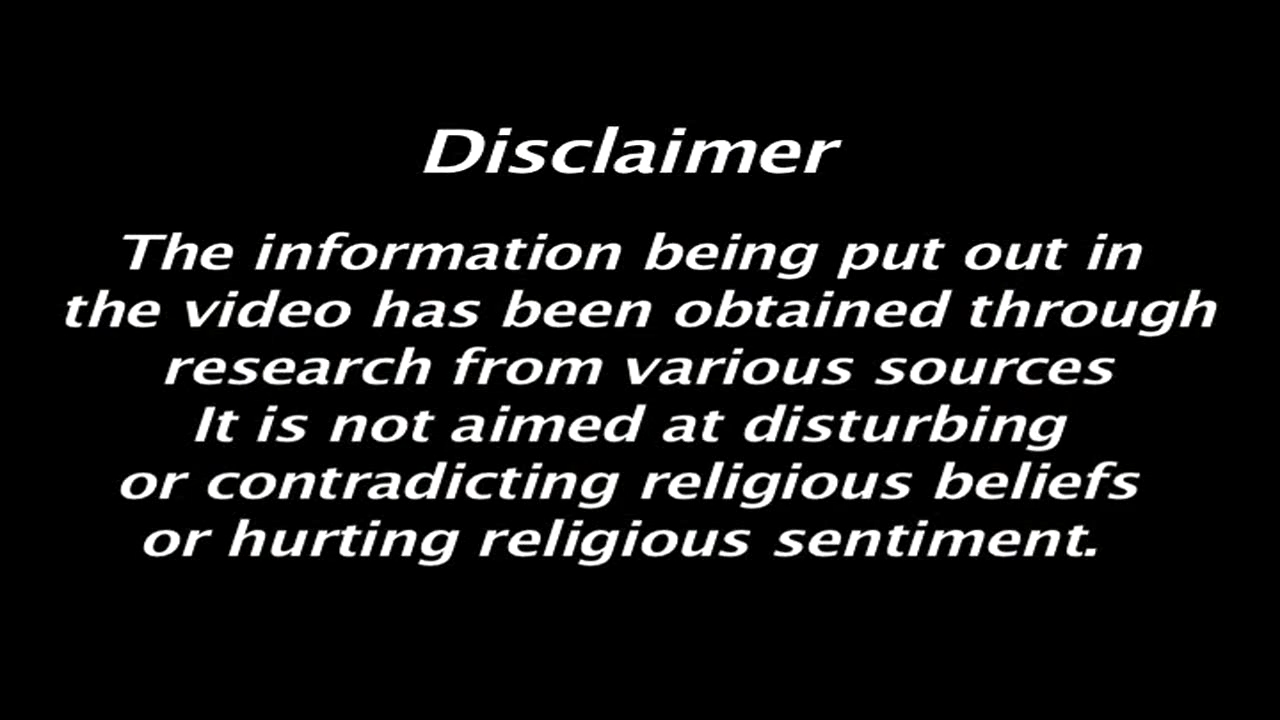 Disclaimer
The information being put out in
the video has been obtained through
research from various sources
It is not aimed at disturbing
or contradicting religious beliefs
or hurting religious sentiment.